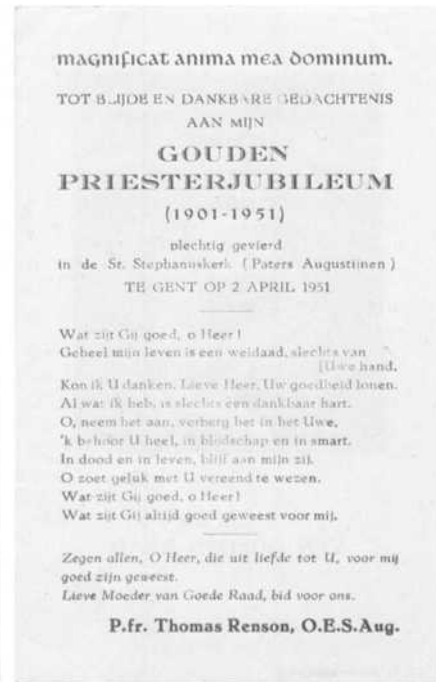 magnificat anima mea dominum.
TOT BLIJDE EN DANKBARE GEDACHTENIS
AAN MIJN
GOUDEN
PRIESTERJUBILEUM
(1901-1951)
plechtig gevierd
in de St. Stephanuskerk (Paters Augustijnen)
TE GENT OP 2 APRIL 1951
Wat zijt Gij goed, o Heer!
Geheel mijn leven is een weldaad, slechts van
[Uwe hand.
Kon ik U danken, Lieve Heer, Uw goedheid lonen.
Al wat ik heb, is slechts een dankbaar hart.
O, neem het aan, verberg het in het Uwe.
'k behoor U heel, in blijdschap en in smart.
In dood en in leven, blijf aan mijn zij.
O zoet geluk met U vereend te wezen.
Wat zijt Gij goed, o Heer!
Wat zijt Gij altijd goed geweest voor mij.
Zegen allen, O Heer, die uit liefde tot U, voor mij
goed zijn geweest.
Lieve Moeder van Goede Raad, bid voor ons.
P.fr. Thomas Renson, O.E.S.Aug.